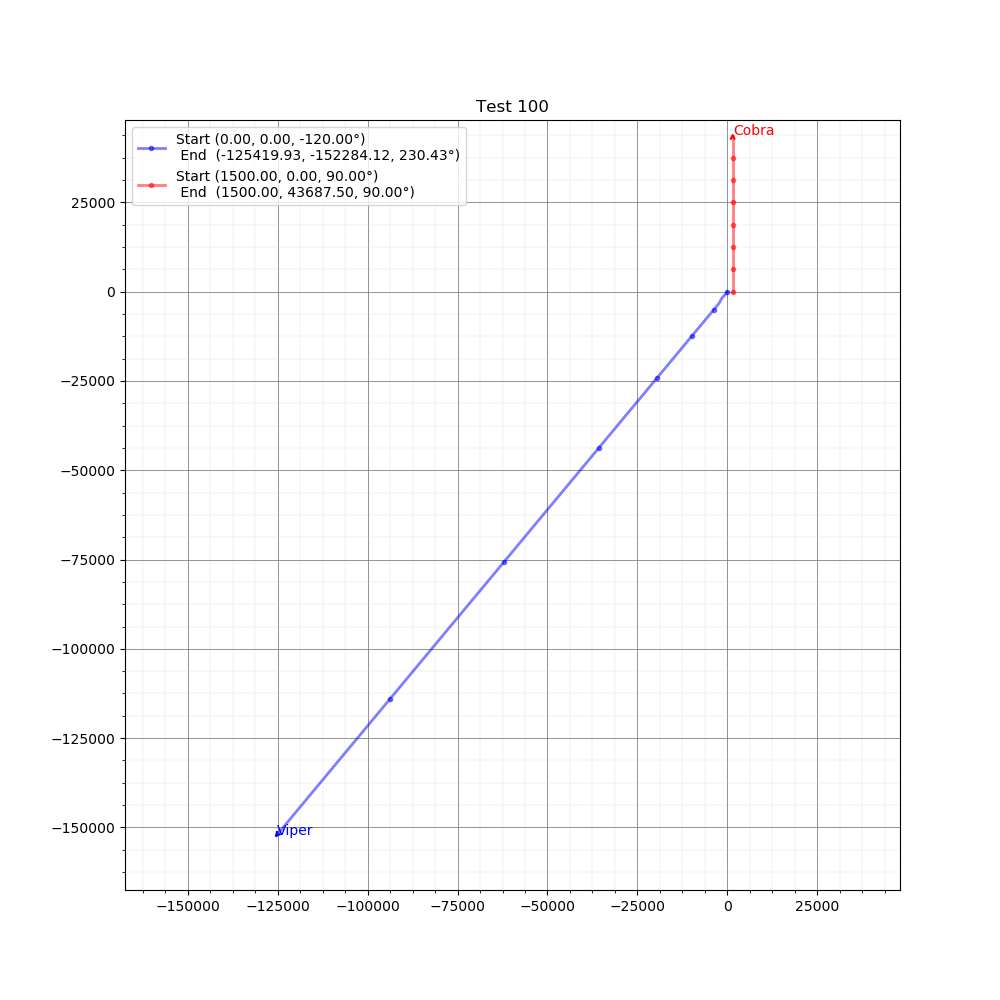 Test 100
Start (0.00, 0.00, -120.00°)
End (-125419.93, -152284.12, 230.43°)
Start (1500.00, 0.00, 90.00°)
End (1500.00, 43687.50, 90.00°)
Cobra
25000
0
−25000
−50000
−75000
−100000
−125000
−150000
Viper
−150000 −125000 −100000 −75000 −50000 −25000 0 25000